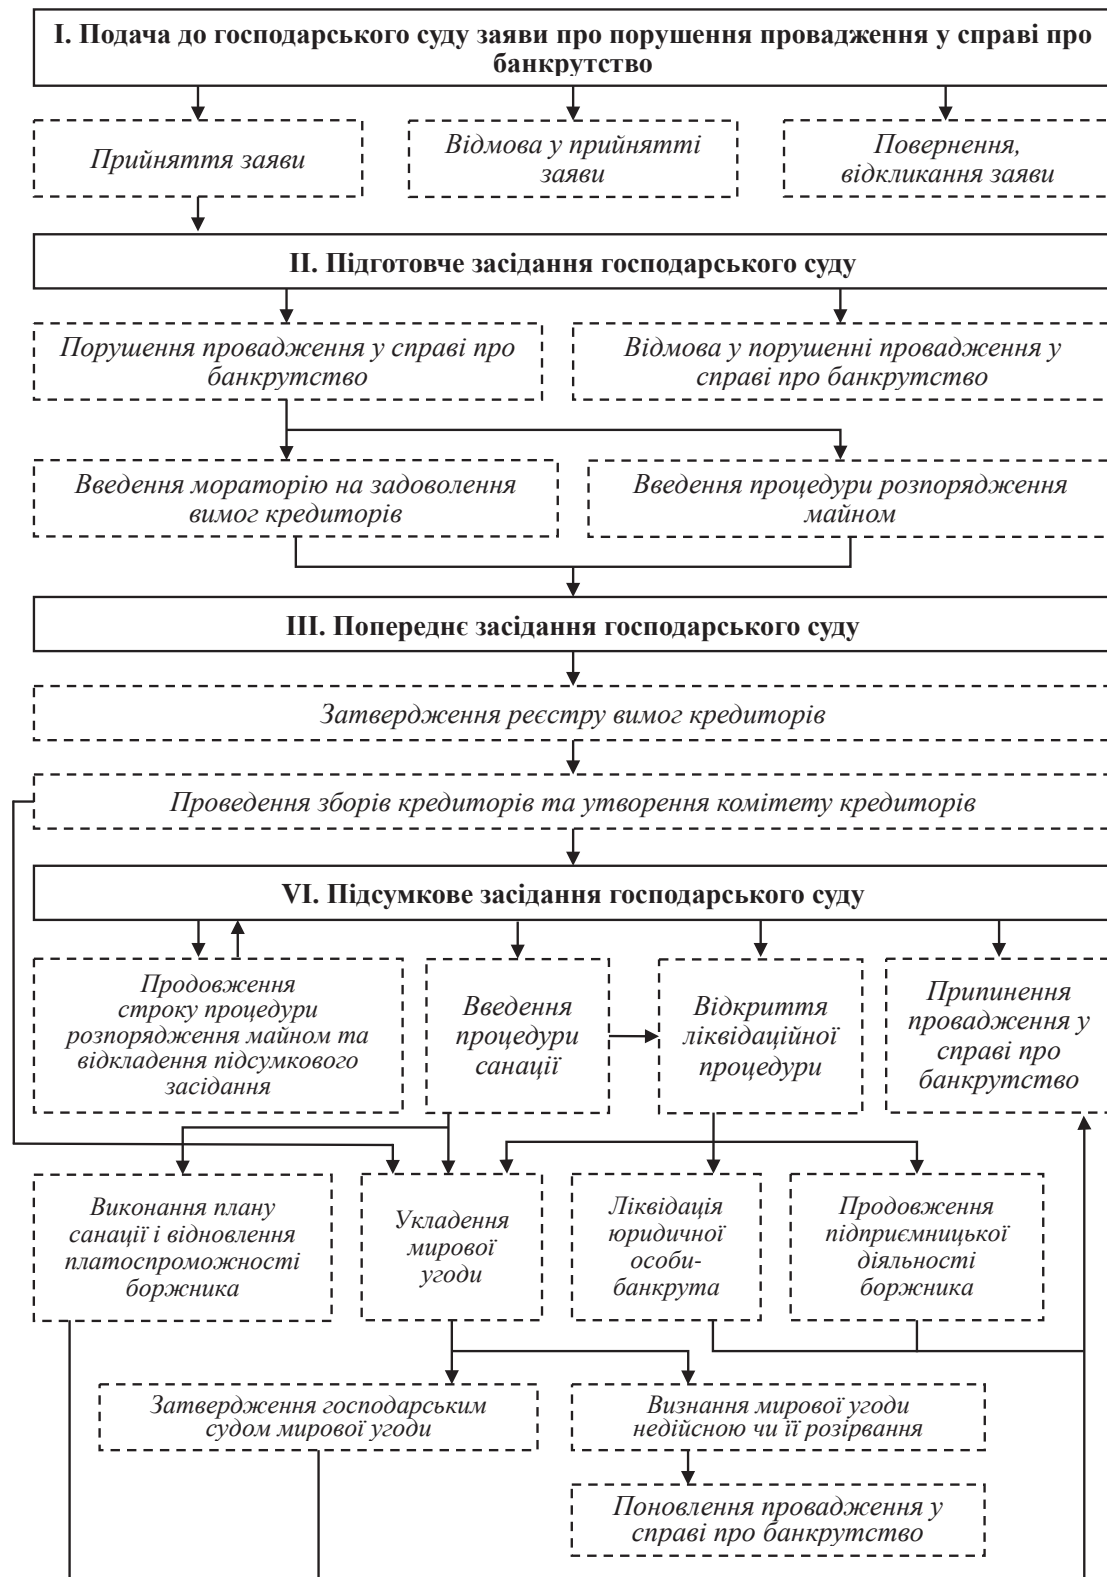 I. Подача до господарського суду заяви про порушення провадження у справі про
банкрутство
Прийняття заяви
Відмова у прийнятті
заяви
Повернення,
відкликання заяви
II. Підготовче засідання господарського суду
Порушення провадження у справі про
банкрутство
Відмова у порушенні провадження у
справі про банкрутство
Введення мораторію на задоволення
вимог кредиторів
Введення процедури розпорядження
майном
III. Попереднє засідання господарського суду
Затвердження реєстру вимог кредиторів
Проведення зборів кредиторів та утворення комітету кредиторів
VI. Підсумкове засідання господарського суду
Продовження
строку процедури
розпорядження майном та
відкладення підсумкового
засідання
Введення
процедури
санації
Відкриття
ліквідаційної
процедури
Припинення
провадження у
справі про
банкрутство
Виконання плану
санації і відновлення
платоспроможності
боржника
Укладення
мирової
угоди
Ліквідація
юридичної
особи-
банкрута
Продовження
підприємницької
діяльності
боржника
Затвердження господарським
судом мирової угоди
Визнання мирової угоди
недійсною чи її розірвання
Поновлення провадження у
справі про банкрутство